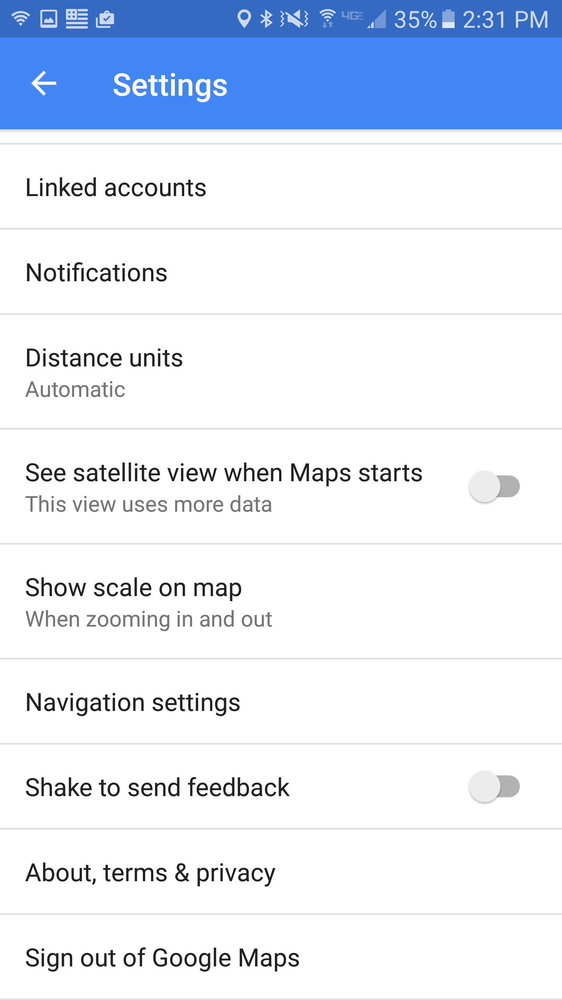 4G LTE 35% 2:31 PM
Settings
Linked accounts
Notifications
Distance units
Automatic
See satellite view when Maps starts
This view uses more data
Show scale on map
When zooming in and out
Navigation settings
Shake to send feedback
About, terms & privacy
Sign out of Google Maps